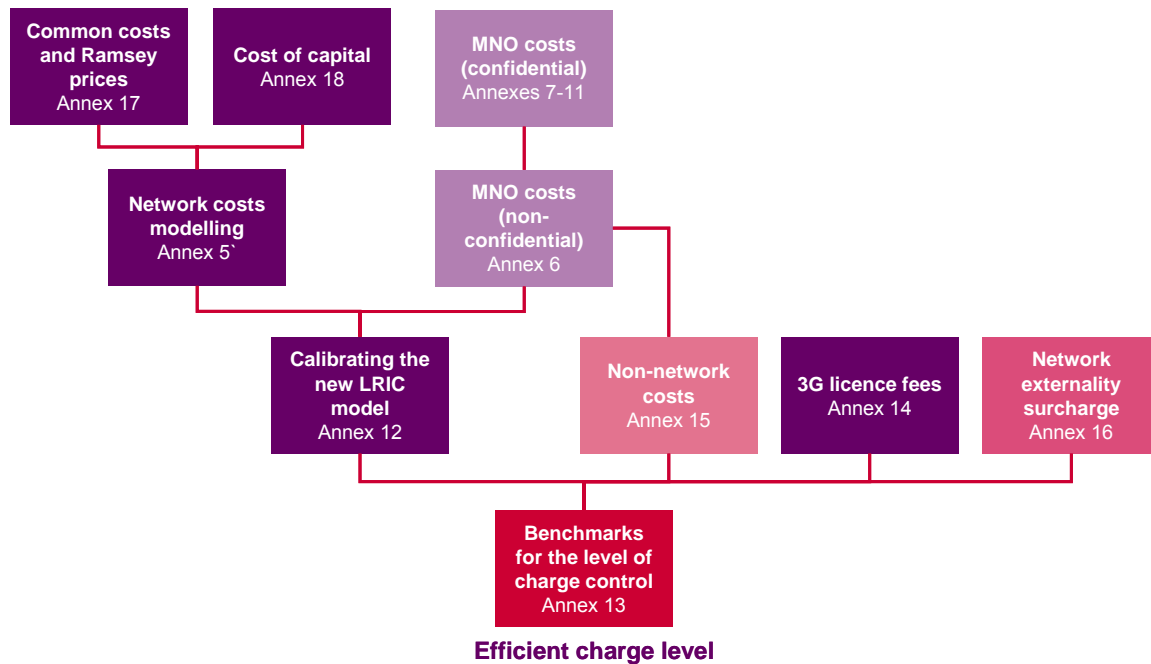 Common costs
and Ramsey
prices
Annex 17
Cost of capital
Annex 18
MNO costs
(confidential)
Annexes 7-11
Network costs
modelling
Annex 5`
MNO costs
(non-
confidential)
Annex 6
Calibrating the
new LRIC
model
Annex 12
Non-network
costs
Annex 15
3G licence fees
Annex 14
Network
externality
surcharge
Annex 16
Benchmarks
for the level of
charge control
Annex 13
Efficient charge level